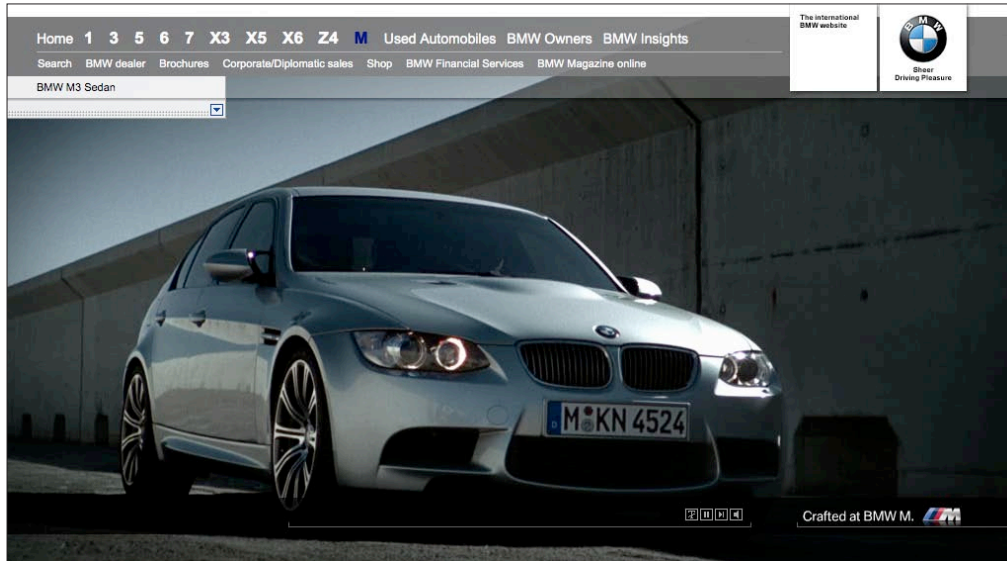 The international
BMW website
Home 1 3 5 6 7 X3 X5 X6 Z4 M Used Automobiles BMW Owners BMW Insights
Search BMW dealer Brochures Corporate/Diplomatic sales Shop BMW Financial Services BMW Magazine online
BMW
Sheer
Driving Pleasure
BMW M3 Sedan
D M KN 4524
Crafted at BMW M. M